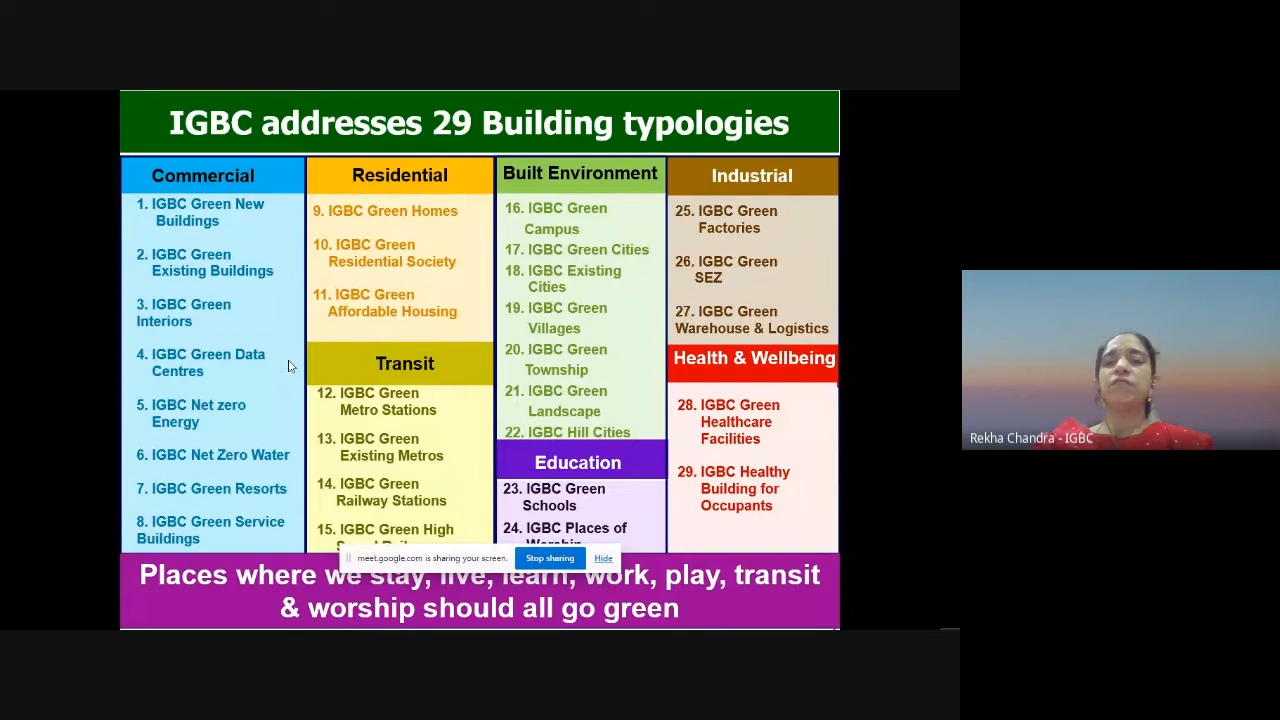 IGBC addresses 29 Building typologies
Commercial
1. IGBC Green New
Buildings
2. IGBC Green
Existing Buildings
3. IGBC Green
Interiors
4. IGBC Green Data
Centres
5. IGBC Net zero
Energy
6. IGBC Net Zero Water
7. IGBC Green Resorts
8. IGBC Green Service
Buildings
Residential
9. IGBC Green Homes
10. IGBC Green
Residential Society
11. IGBC Green
Affordable Housing
Transit
12. IGBC Green
Metro Stations
13. IGBC Green
Existing Metros
14. IGBC Green
Railway Stations
15. IGBC Green High
Built Environment
16. IGBC Green
Campus
17. IGBC Green Cities
18. IGBC Existing
Cities
19. IGBC Green
Villages
20. IGBC Green
Township
21. IGBC Green
Landscape
22. IGBC Hill Cities
Education
23. IGBC Green
Schools
24. IGBC Places of
Industrial
25. IGBC Green
Factories
26. IGBC Green
SEZ
27. IGBC Green
Warehouse & Logistics
Health & Wellbeing
28. IGBC Green
Healthcare
Facilities
29. IGBC Healthy
Building for
Occupants
meet.google.com is sharing your screen.
Stop sharing
Hide
Places where we stay, live, learn, work, play, transit
& worship should all go green
Rekha Chandra - IGBC